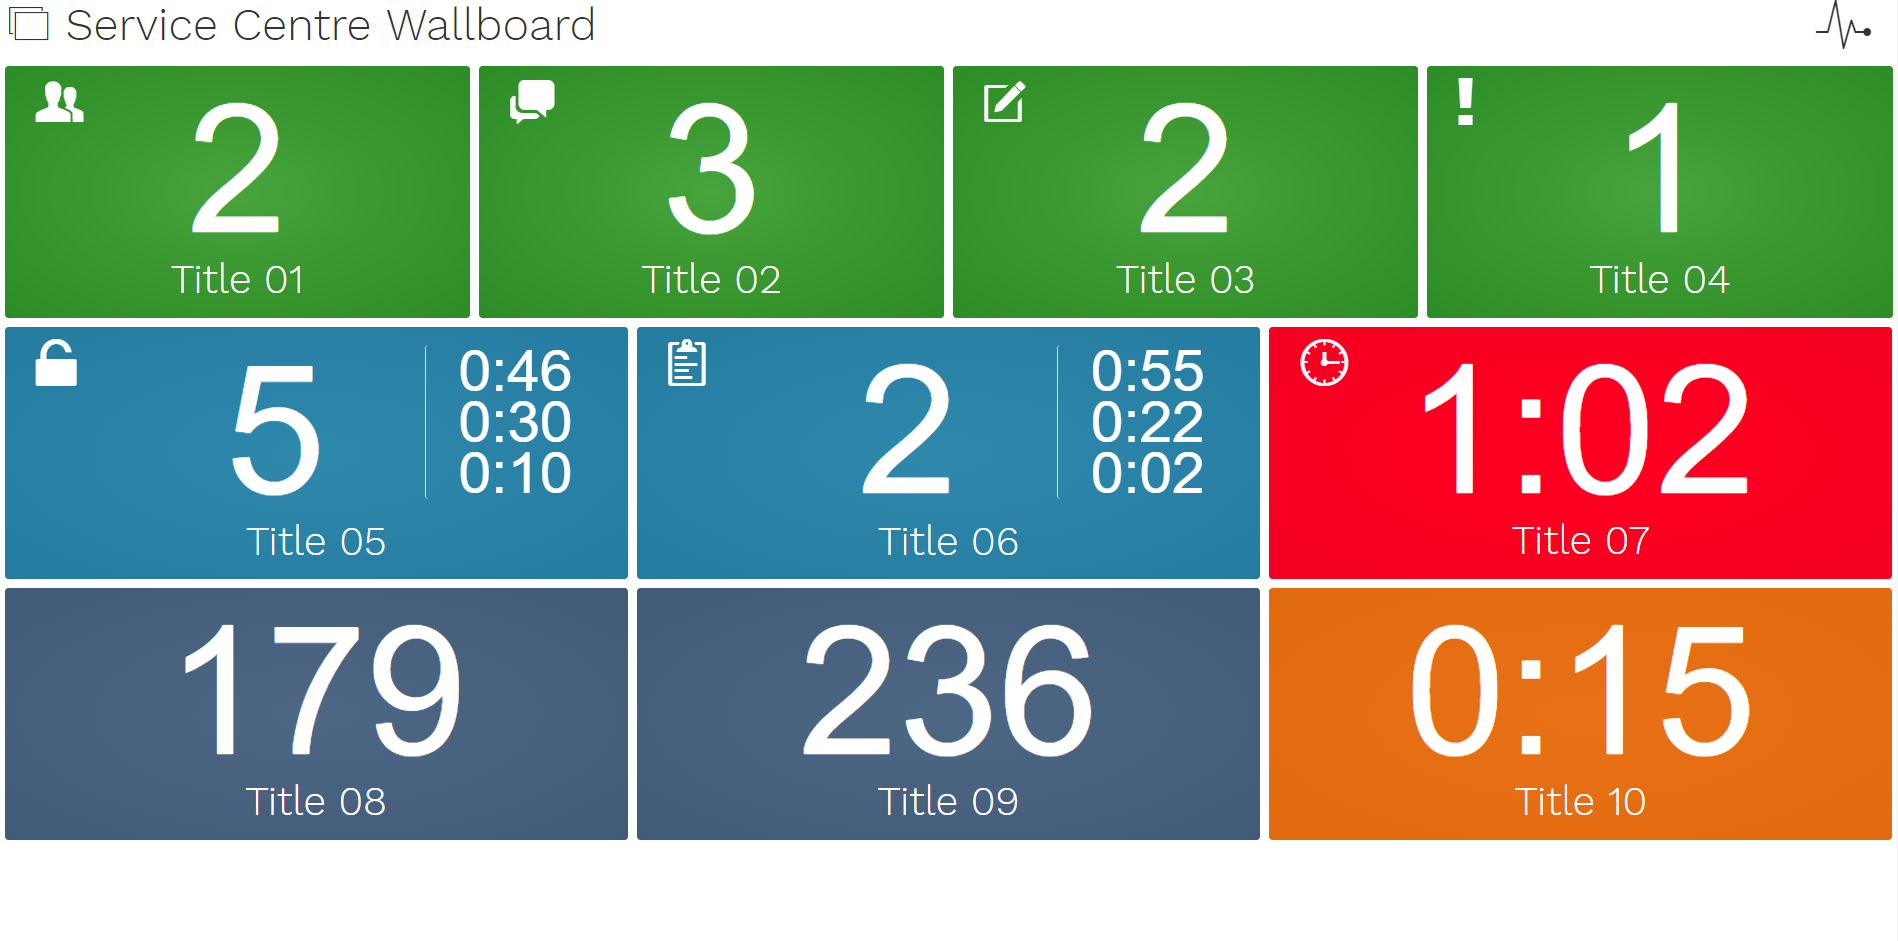 Service Centre Wallboard
2
Title 01
3
Title 02
2
Title 03
1
Title 04
5
0:46
0:30
0:10
Title 05
2
0:55
0:22
0:02
Title 06
1:02
Title 07
179
Title 08
236
Title 09
0:15
Title 10